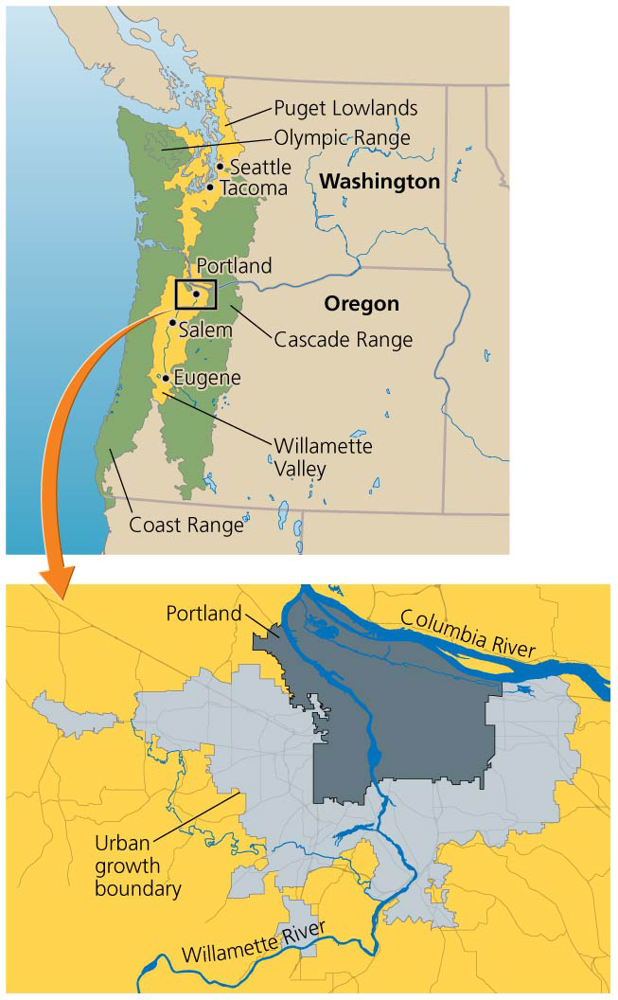 Puget Lowlands
Olympic Range
Seattle
Tacoma
Washington
Portland
Oregon
Salem
Cascade Range
Eugene
Willamette
Valley
Coast Range
Portland
Columbia River
Urban
growth
boundary
Willamette River